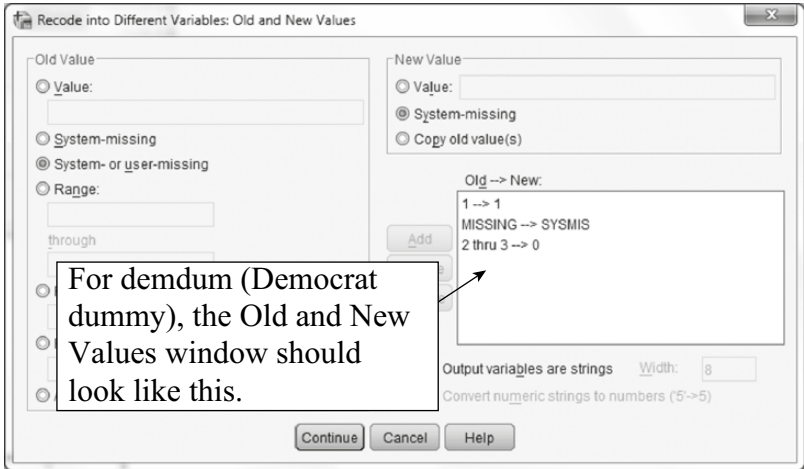 Recode into Different Variables: Old and New Values
Old Value
Value:
System-missing
System- or user-missing
Range:
through
New Value
Value:
System-missing
Copy old value(s)
Old --> New:
1 --> 1
MISSING --> SYSMIS
2 thru 3 --> 0
Add
For demdum (Democrat
dummy), the Old and New
Values window should
look like this.
Output variables are strings Width: 8
Convert numeric strings to numbers ('5'->5)
Continue Cancel Help